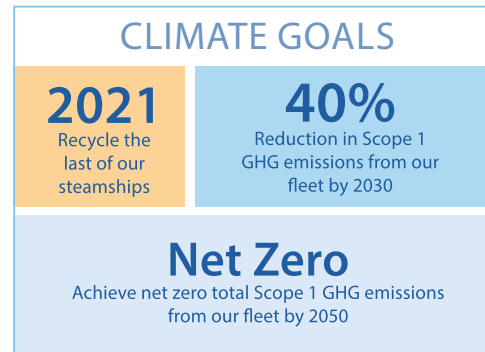 CLIMATE GOALS
2021
Recycle the
last of our
steamships
40%
Reduction in Scope 1
GHG emissions from our
fleet by 2030
Net Zero
Achieve net zero total Scope 1 GHG emissions
from our fleet by 2050